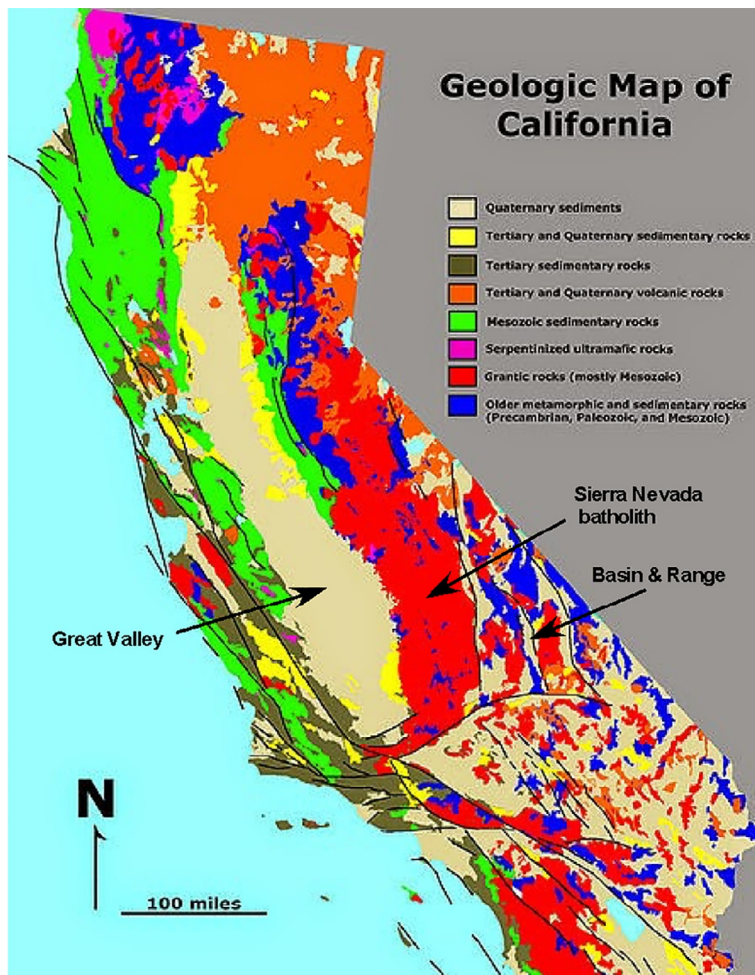 Geologic Map of
California
Quaternary sediments
Tertiary and Quaternary sedimentary rocks
Tertiary sedimentary rocks
Tertiary and Quaternary volcanic rocks
Mesozoic sedimentary rocks
Serpentinized ultramafic rocks
Grantic rocks (mostly Mesozoic)
Older metamorphic and sedimentary rocks
(Precambrian, Paleozoic, and Mesozoic)
Sierra Nevada
batholith
Basin & Range
Great Valley
N
100 miles